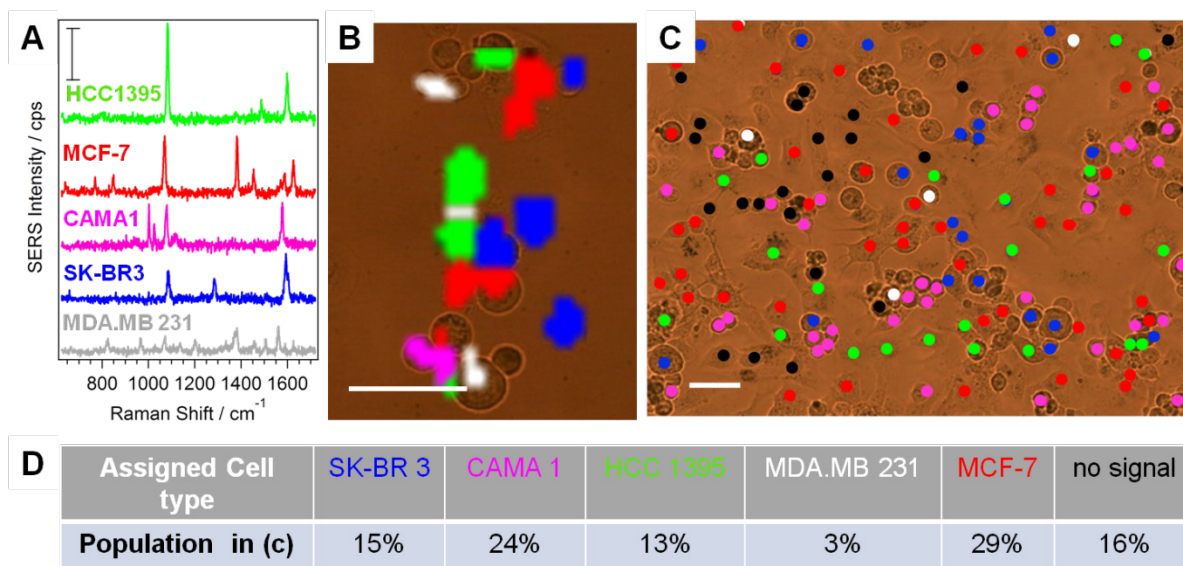 A
HCC1395
MCF-7
CAMA1
SK-BR3
MDA.MB 231
SERS Intensity / cps
800 1000 1200 1400 1600
Raman Shift / cm-1
B
C
D
Assigned Cell type SK-BR 3 CAMA 1 HCC 1395 MDA.MB 231 MCF-7 no signal
Population in (c) 15% 24% 13% 3% 29% 16%